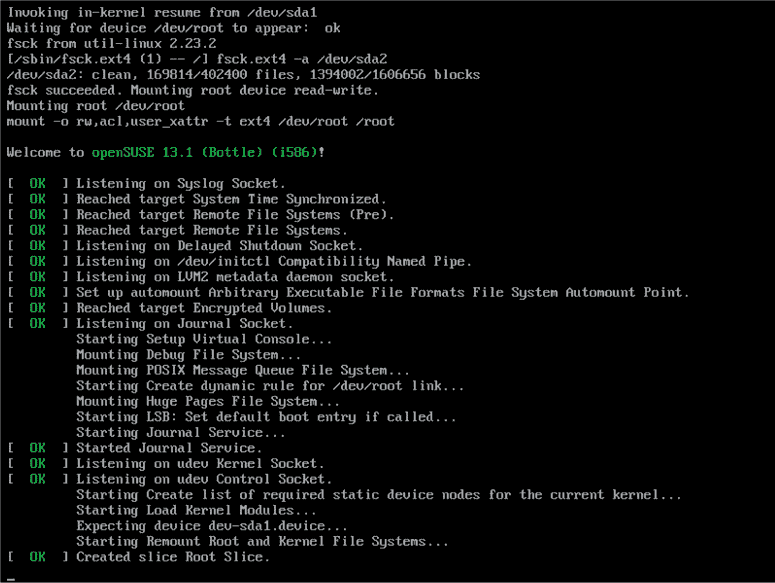 Invoking in-kernel resume from /dev/sda1
Waiting for device /dev/root to appear:  ok
fsck from util-linux 2.23.2
[/sbin/fsck.ext4 (1) -- /] fsck.ext4 -a /dev/sda2
/dev/sda2: clean, 169814/402400 files, 1394002/1606656 blocks
fsck succeeded. Mounting root device read-write.
Mounting root /dev/root
mount -o rw,acl,user_xattr -t ext4 /dev/root /root
Welcome to openSUSE 13.1 (Bottle) (i586)!
[  OK  ] Listening on Syslog Socket.
[  OK  ] Reached target System Time Synchronized.
[  OK  ] Reached target Remote File Systems (Pre).
[  OK  ] Reached target Remote File Systems.
[  OK  ] Listening on Delayed Shutdown Socket.
[  OK  ] Listening on /dev/initctl Compatibility Named Pipe.
[  OK  ] Listening on LVM2 metadata daemon socket.
[  OK  ] Set up automount Arbitrary Executable File Formats File System Automount Point.
[  OK  ] Reached target Encrypted Volumes.
[  OK  ] Listening on Journal Socket.
Starting Setup Virtual Console...
Mounting Debug File System...
Mounting POSIX Message Queue File System...
Starting Create dynamic rule for /dev/root link...
Mounting Huge Pages File System...
Starting LSB: Set default boot entry if called...
Starting Journal Service...
[  OK  ] Started Journal Service.
[  OK  ] Listening on udev Kernel Socket.
[  OK  ] Listening on udev Control Socket.
Starting Create list of required static device nodes for the current kernel...
Starting Load Kernel Modules...
Expecting device dev-sda1.device...
Starting Remount Root and Kernel File Systems...
[  OK  ] Created slice Root Slice.